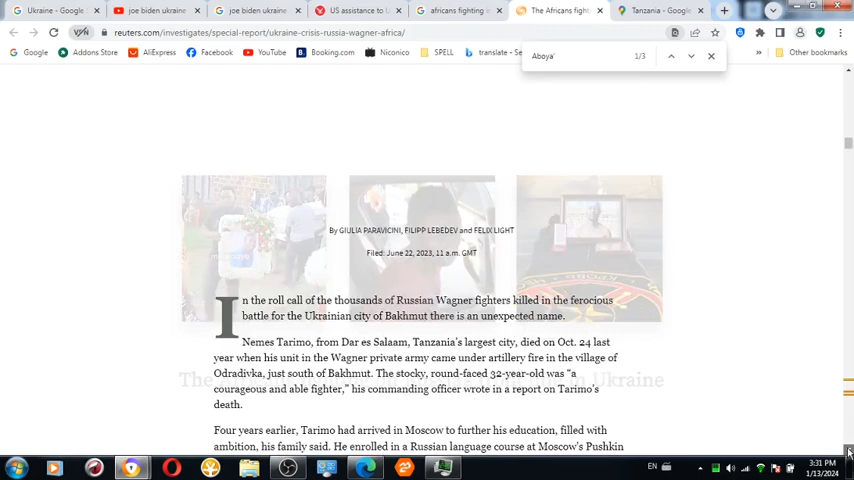 Ukraine - Google
joe biden ukraine
joe biden ukraine
US assistance to U
africans fighting w
The Africans fight
Tanzania - Google
reuters.com/investigates/special-report/ukraine-crisis-russia-wagner-africa/
Google
Addons Store
AliExpress
Facebook
YouTube
Booking.com
Niconico
SPELL
translate - Se
Other bookmarks
Aboya'
1/3
By GIULIA PARAVICINI, FILIPP LEBEDEV and FELIX LIGHT
Filed: June 22, 2023, 11 a.m. GMT
In the roll call of the thousands of Russian Wagner fighters killed in the ferocious
battle for the Ukrainian city of Bakhmut there is an unexpected name.
Nemes Tarimo, from Dar es Salaam, Tanzania's largest city, died on Oct. 24 last
year when his unit in the Wagner private army came under artillery fire in the village of
Odradivka, just south of Bakhmut. The stocky, round-faced 32-year-old was "a
courageous and able fighter," his commanding officer wrote in a report on Tarimo's
death.
Four years earlier, Tarimo had arrived in Moscow to further his education, filled with
ambition, his family said. He enrolled in a Russian language course at Moscow's Pushkin
EN
3:31 PM
1/13/2024